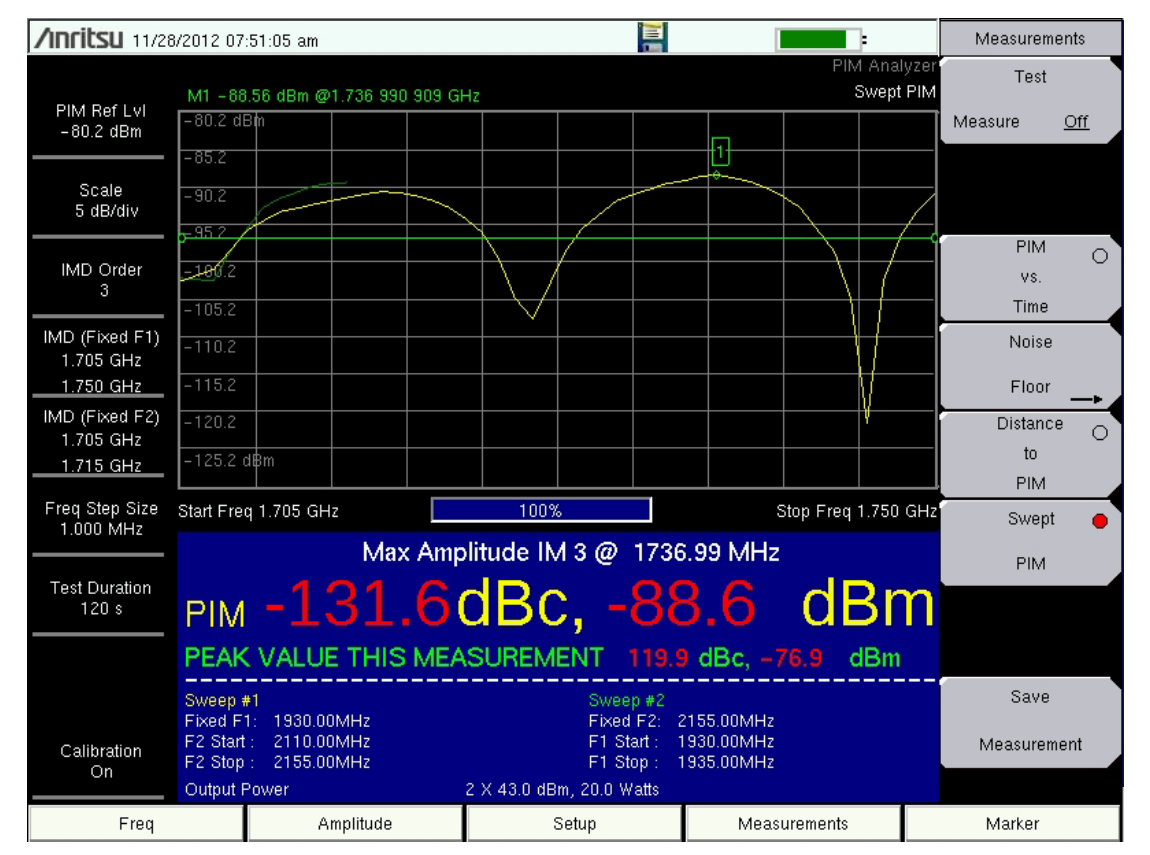 /inritsu 11/28/2012 07:51:05 am
Measurements
PIM Analyzer
Swept PIM
M1 -88.56 dBm @1.736 990 909 GHz
PIM Ref Lvl
-80.2 dBm
Scale
5 dB/div
IMD Order
3
IMD (Fixed F1)
1.705 GHz
1.750 GHz
IMD (Fixed F2)
1.705 GHz
1.715 GHz
Freq Step Size
1.000 MHz
Test Duration
120 s
Calibration
On
-80.2 dBm
-85.2
-90.2
-95.2
-100.2
-105.2
-110.2
-115.2
-120.2
-125.2 dBm
1
Start Freq 1.705 GHz
100%
Stop Freq 1.750 GHz
Max Amplitude IM 3 @ 1736.99 MHz
PIM -131.6 dBc, -88.6 dBm
PEAK VALUE THIS MEASUREMENT 119.9 dBc, -76.9 dBm
Sweep #1
Fixed F1: 1930.00MHz
F2 Start : 2110.00MHz
F2 Stop : 2155.00MHz
Sweep #2
Fixed F2: 2155.00MHz
F1 Start : 1930.00MHz
F1 Stop : 1935.00MHz
Output Power 2 X 43.0 dBm, 20.0 Watts
Test
Measure Off
PIM
vs.
Time
Noise
Floor
Distance
to
PIM
Swept
PIM
Save
Measurement
Freq
Amplitude
Setup
Measurements
Marker